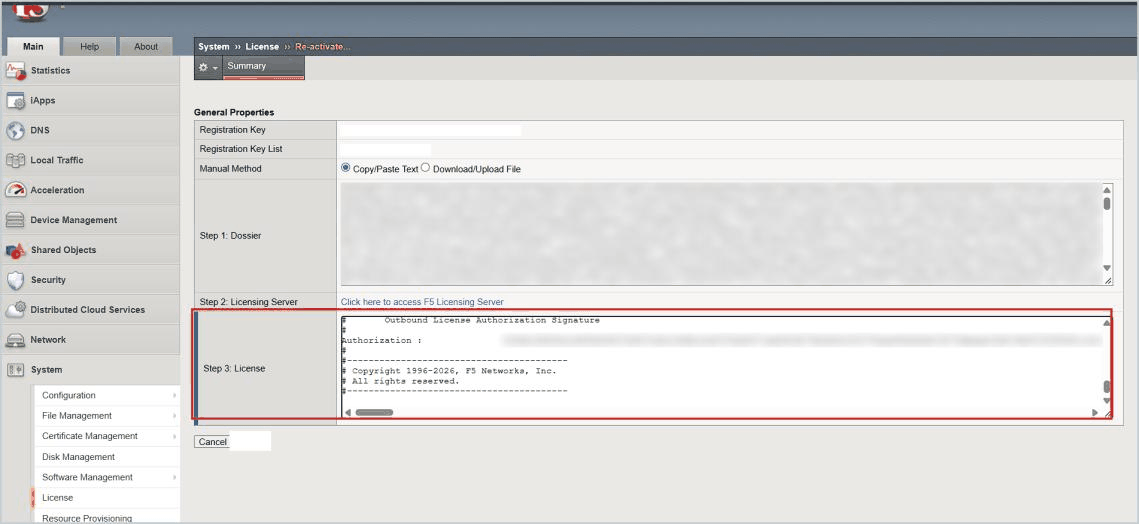 f5
Main
Help
About
System ›› License ›› Re-activate...
Summary
Statistics
iApps
DNS
Local Traffic
Acceleration
Device Management
Shared Objects
Security
Distributed Cloud Services
Network
System
Configuration
File Management
Certificate Management
Disk Management
Software Management
License
Resource Provisioning
General Properties
Registration Key
Registration Key List
Manual Method
Copy/Paste Text
Download/Upload File
Step 1: Dossier
Step 2: Licensing Server
Click here to access F5 Licensing Server
Step 3: License
# Outbound License Authorization Signature
#
Authorization :
#
#----------------------------------------
# Copyright 1996-2026, F5 Networks, Inc.
# All rights reserved.
#----------------------------------------
Cancel